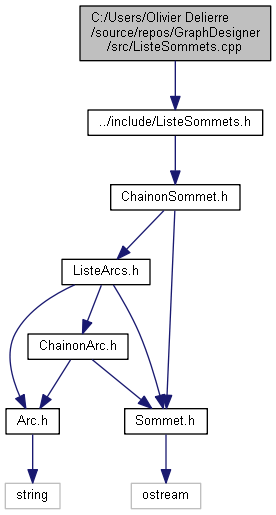 C:/Users/Olivier Delierre
/source/repos/GraphDesigner
/src/ListeSommets.cpp
../include/ListeSommets.h
ChainonSommet.h
ListeArcs.h
ChainonArc.h
Arc.h
Sommet.h
string
ostream